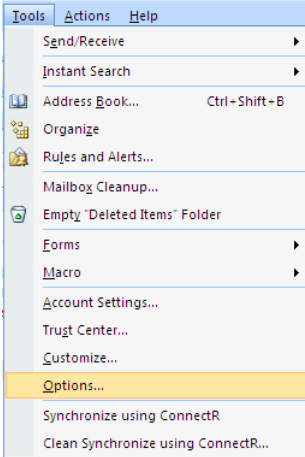 Tools Actions Help
Send/Receive
Instant Search
Address Book... Ctrl+Shift+B
Organize
Rules and Alerts...
Mailbox Cleanup...
Empty "Deleted Items" Folder
Forms
Macro
Account Settings...
Trust Center...
Customize...
Options...
Synchronize using ConnectR
Clean Synchronize using ConnectR...